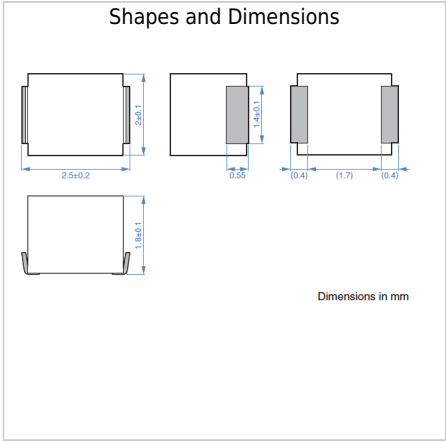 Shapes and Dimensions
2±0.1
1.4±0.1
2.5±0.2
0.55
(0.4) (1.7) (0.4)
1.8±0.1
Dimensions in mm